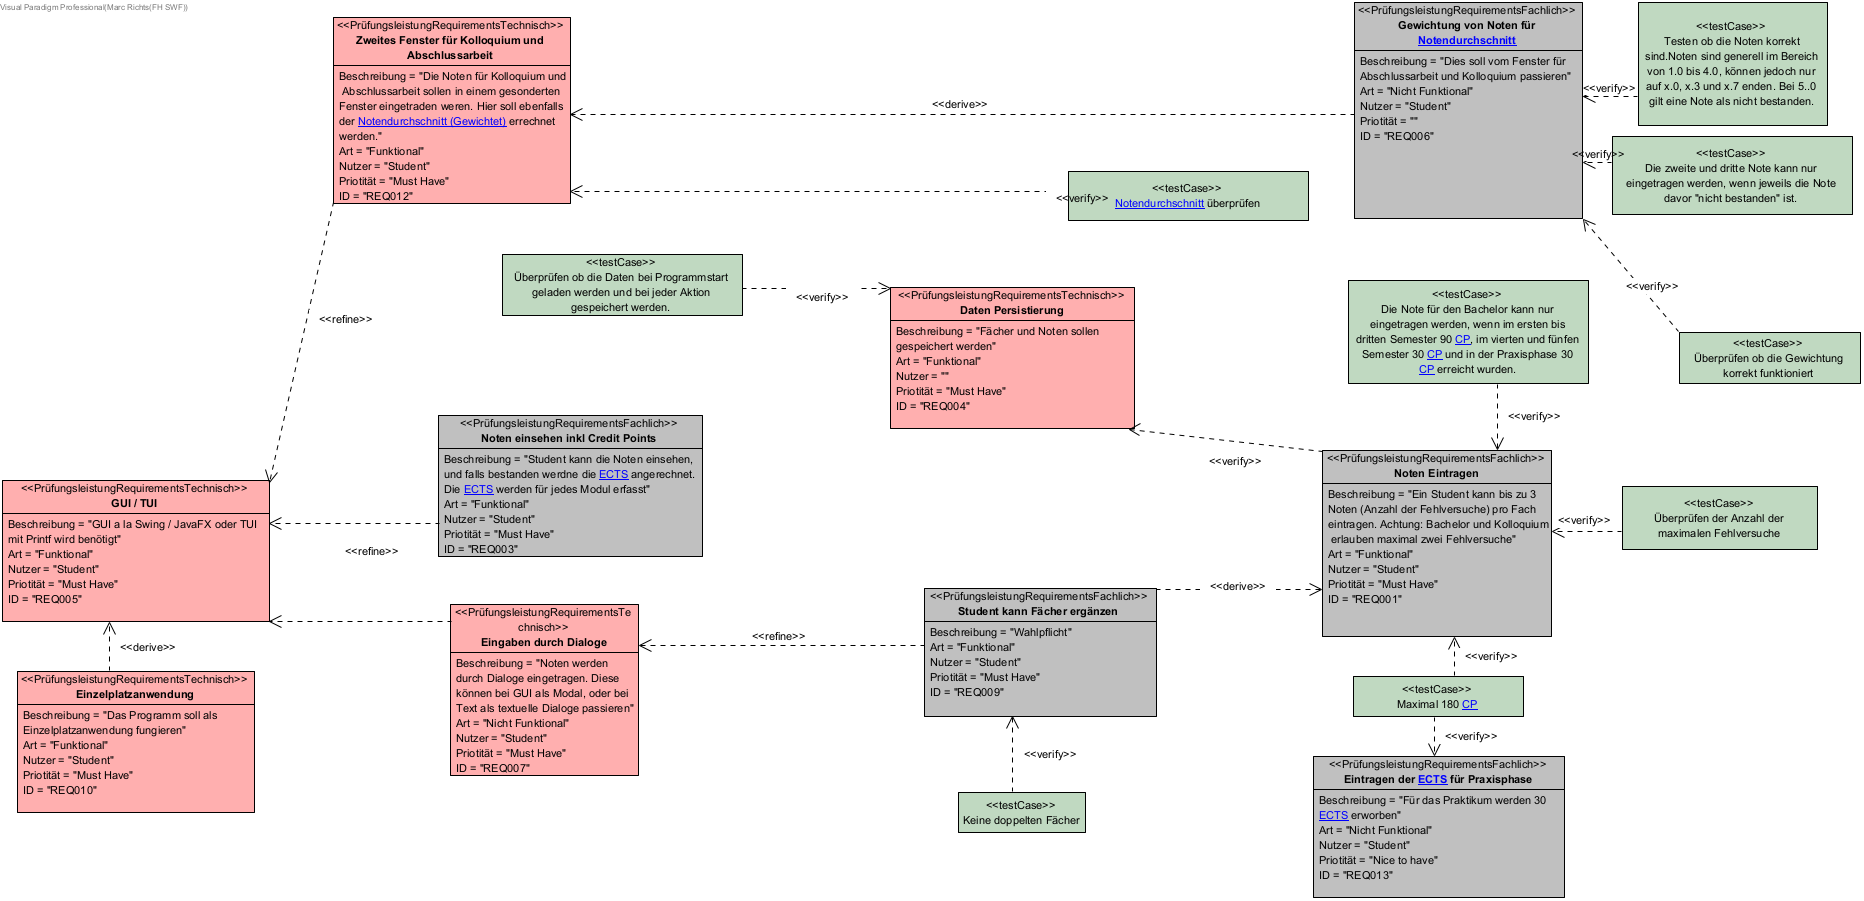 Visual Paradigm Professional(Marc Richts(FH SWF))
<<PrüfungsleistungRequirementsTechnisch>>
Zweites Fenster für Kolloquium und
Abschlussarbeit
Beschreibung = "Die Noten für Kolloquium und
Abschlussarbeit sollen in einem gesonderten
Fenster eingetraden weren. Hier soll ebenfalls
der Notendurchschnitt (Gewichtet) errechnet
werden."
Art = "Funktional"
Nutzer = "Student"
Priotität = "Must Have"
ID = "REQ012"
<<derive>>
<<PrüfungsleistungRequirementsFachlich>>
Gewichtung von Noten für
Notendurchschnitt
Beschreibung = "Dies soll vom Fenster für
Abschlussarbeit und Kolloquium passieren"
Art = "Nicht Funktional"
Nutzer = "Student"
Priotität = ""
ID = "REQ006"
<<verify>>
<<testCase>>
Testen ob die Noten korrekt
sind.Noten sind generell im Bereich
von 1.0 bis 4.0, können jedoch nur
auf x.0, x.3 und x.7 enden. Bei 5..0
gilt eine Note als nicht bestanden.
<<verify>>
<<testCase>>
Die zweite und dritte Note kann nur
eingetragen werden, wenn jeweils die Note
davor "nicht bestanden" ist.
<<verify>>
<<testCase>>
Notendurchschnitt überprüfen
<<testCase>>
Überprüfen ob die Daten bei Programmstart
geladen werden und bei jeder Aktion
gespeichert werden.
<<verify>>
<<PrüfungsleistungRequirementsTechnisch>>
Daten Persistierung
Beschreibung = "Fächer und Noten sollen
gespeichert werden"
Art = "Funktional"
Nutzer = ""
Priotität = "Must Have"
ID = "REQ004"
<<testCase>>
Die Note für den Bachelor kann nur
eingetragen werden, wenn im ersten bis
dritten Semester 90 CP, im vierten und fünfen
Semester 30 CP und in der Praxisphase 30
CP erreicht wurden.
<<verify>>
<<testCase>>
Überprüfen ob die Gewichtung
korrekt funktioniert
<<refine>>
<<verify>>
<<verify>>
<<PrüfungsleistungRequirementsFachlich>>
Noten einsehen inkl Credit Points
Beschreibung = "Student kann die Noten einsehen,
und falls bestanden werdne die ECTS angerechnet.
Die ECTS werden für jedes Modul erfasst"
Art = "Funktional"
Nutzer = "Student"
Priotität = "Must Have"
ID = "REQ003"
<<refine>>
<<PrüfungsleistungRequirementsTechnisch>>
GUI / TUI
Beschreibung = "GUI a la Swing / JavaFX oder TUI
mit Printf wird benötigt"
Art = "Funktional"
Nutzer = "Student"
Priotität = "Must Have"
ID = "REQ005"
<<PrüfungsleistungRequirementsFachlich>>
Noten Eintragen
Beschreibung = "Ein Student kann bis zu 3
Noten (Anzahl der Fehlversuche) pro Fach
eintragen. Achtung: Bachelor und Kolloquium
erlauben maximal zwei Fehlversuche"
Art = "Funktional"
Nutzer = "Student"
Priotität = "Must Have"
ID = "REQ001"
<<verify>>
<<testCase>>
Überprüfen der Anzahl der
maximalen Fehlversuche
<<derive>>
<<PrüfungsleistungRequirementsFachlich>>
Student kann Fächer ergänzen
Beschreibung = "Wahlpflicht"
Art = "Funktional"
Nutzer = "Student"
Priotität = "Must Have"
ID = "REQ009"
<<refine>>
<<PrüfungsleistungRequirementsTe
chnisch>>
Eingaben durch Dialoge
Beschreibung = "Noten werden
durch Dialoge eingetragen. Diese
können bei GUI als Modal, oder bei
Text als textuelle Dialoge passieren"
Art = "Nicht Funktional"
Nutzer = "Student"
Priotität = "Must Have"
ID = "REQ007"
<<derive>>
<<PrüfungsleistungRequirementsTechnisch>>
Einzelplatzanwendung
Beschreibung = "Das Programm soll als
Einzelplatzanwendung fungieren"
Art = "Funktional"
Nutzer = "Student"
Priotität = "Must Have"
ID = "REQ010"
<<verify>>
<<testCase>>
Keine doppelten Fächer
<<verify>>
<<testCase>>
Maximal 180 CP
<<verify>>
<<PrüfungsleistungRequirementsFachlich>>
Eintragen der ECTS für Praxisphase
Beschreibung = "Für das Praktikum werden 30
ECTS erworben"
Art = "Nicht Funktional"
Nutzer = "Student"
Priotität = "Nice to have"
ID = "REQ013"